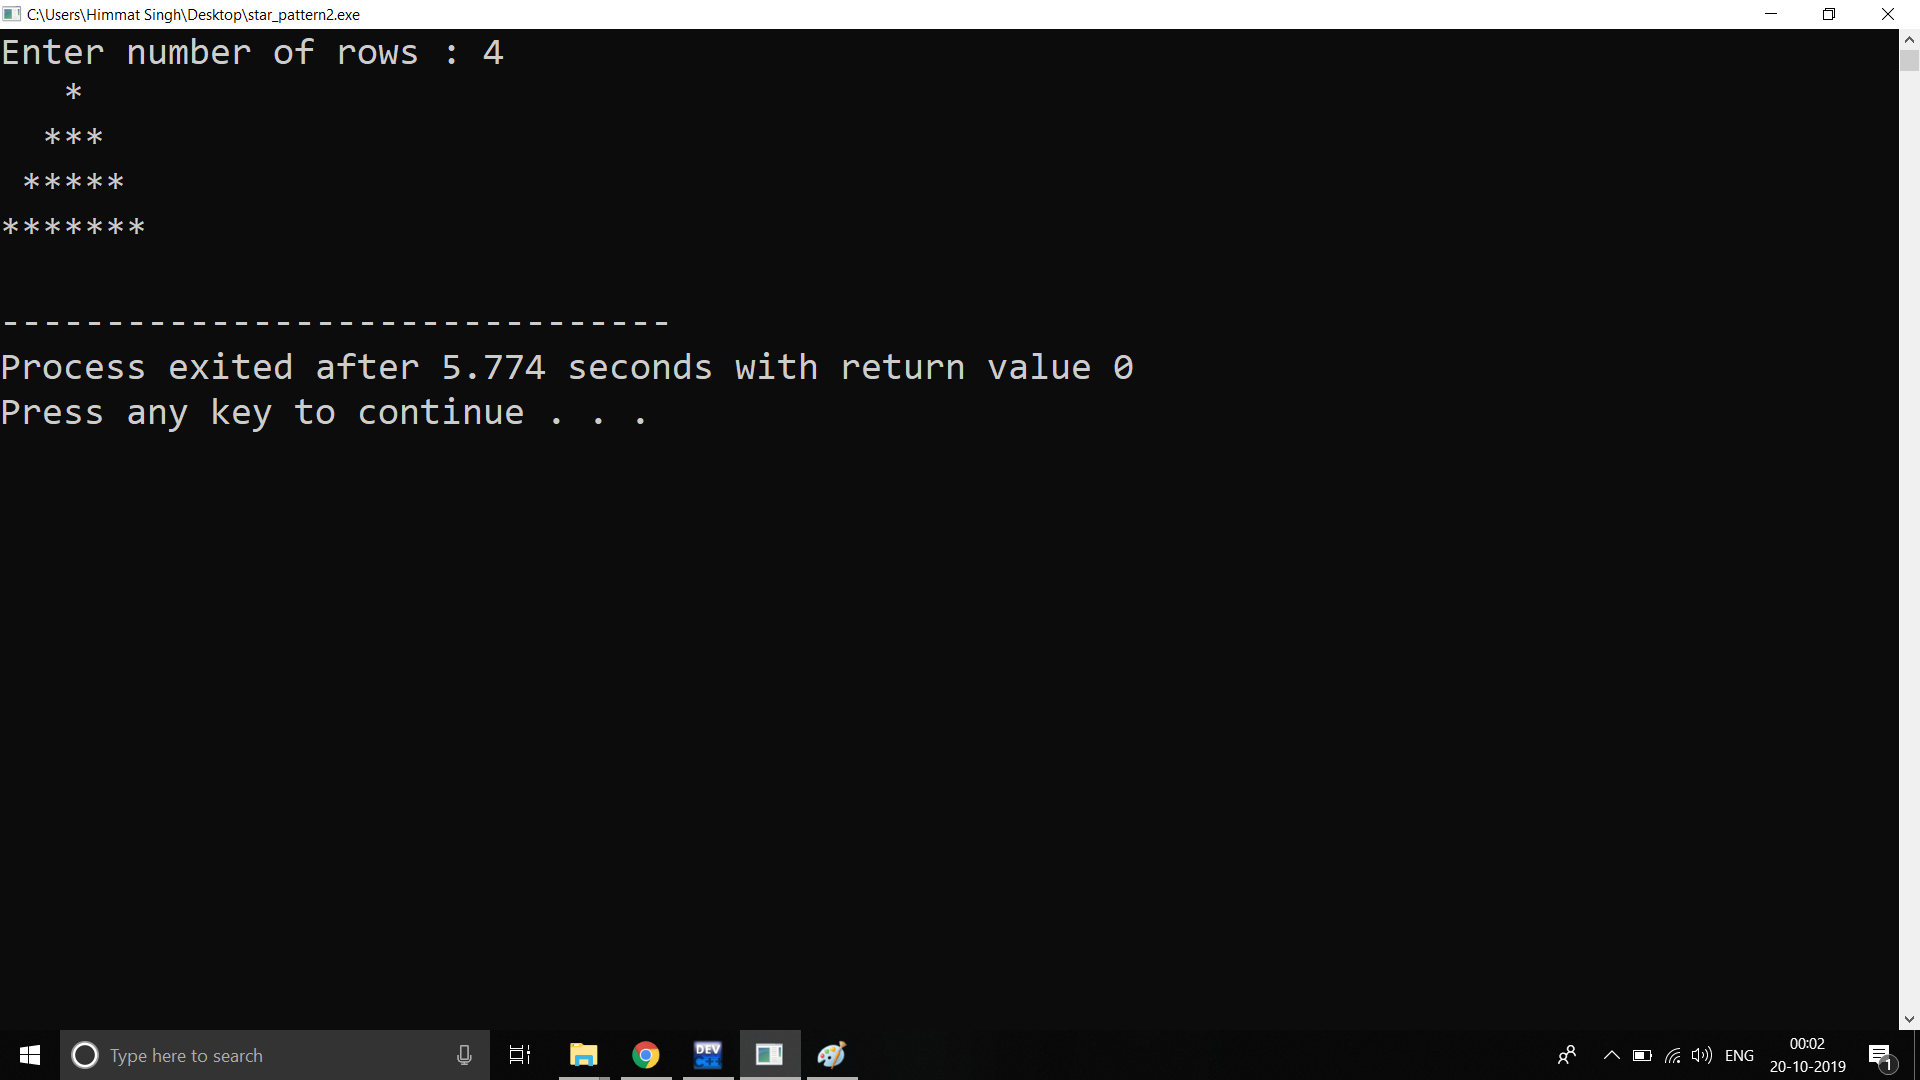 C:\Users\Himmat Singh\Desktop\star_pattern2.exe
Enter number of rows : 4
   *
  ***
 *****
*******
--------------------------------
Process exited after 5.774 seconds with return value 0
Press any key to continue . . .
Type here to search
DEV
C++
ENG
00:02
20-10-2019
1